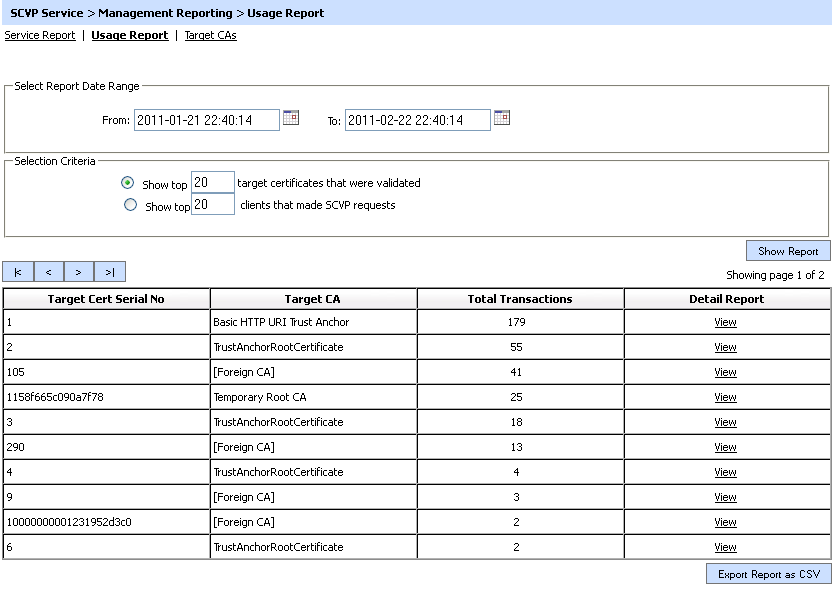 SCVP Service > Management Reporting > Usage Report
Service Report | Usage Report | Target CAs
Select Report Date Range
From: 2011-01-21 22:40:14 To: 2011-02-22 22:40:14
Selection Criteria
Show top 20 target certificates that were validated
Show top 20 clients that made SCVP requests
Show Report
|< < > >| Showing page 1 of 2
Target Cert Serial No Target CA Total Transactions Detail Report
1 Basic HTTP URI Trust Anchor 179 View
2 TrustAnchorRootCertificate 55 View
105 [Foreign CA] 41 View
1158f665c090a7f78 Temporary Root CA 25 View
3 TrustAnchorRootCertificate 18 View
290 [Foreign CA] 13 View
4 TrustAnchorRootCertificate 4 View
9 [Foreign CA] 3 View
10000000001231952d3c0 [Foreign CA] 2 View
6 TrustAnchorRootCertificate 2 View
Export Report as CSV